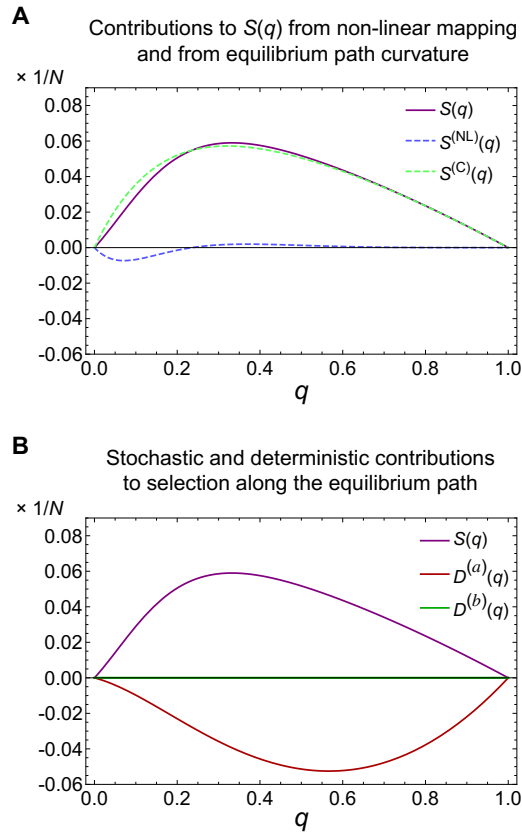 A
Contributions to S(q) from non-linear mapping
and from equilibrium path curvature
× 1/N
0.08
0.06
0.04
0.02
0.00
-0.02
-0.04
-0.06
S(q)
S(NL)(q)
S(C)(q)
0.0 0.2 0.4 0.6 0.8 1.0
q
B
Stochastic and deterministic contributions
to selection along the equilibrium path
× 1/N
0.08
0.06
0.04
0.02
0.00
-0.02
-0.04
-0.06
S(q)
D(a)(q)
D(b)(q)
0.0 0.2 0.4 0.6 0.8 1.0
q